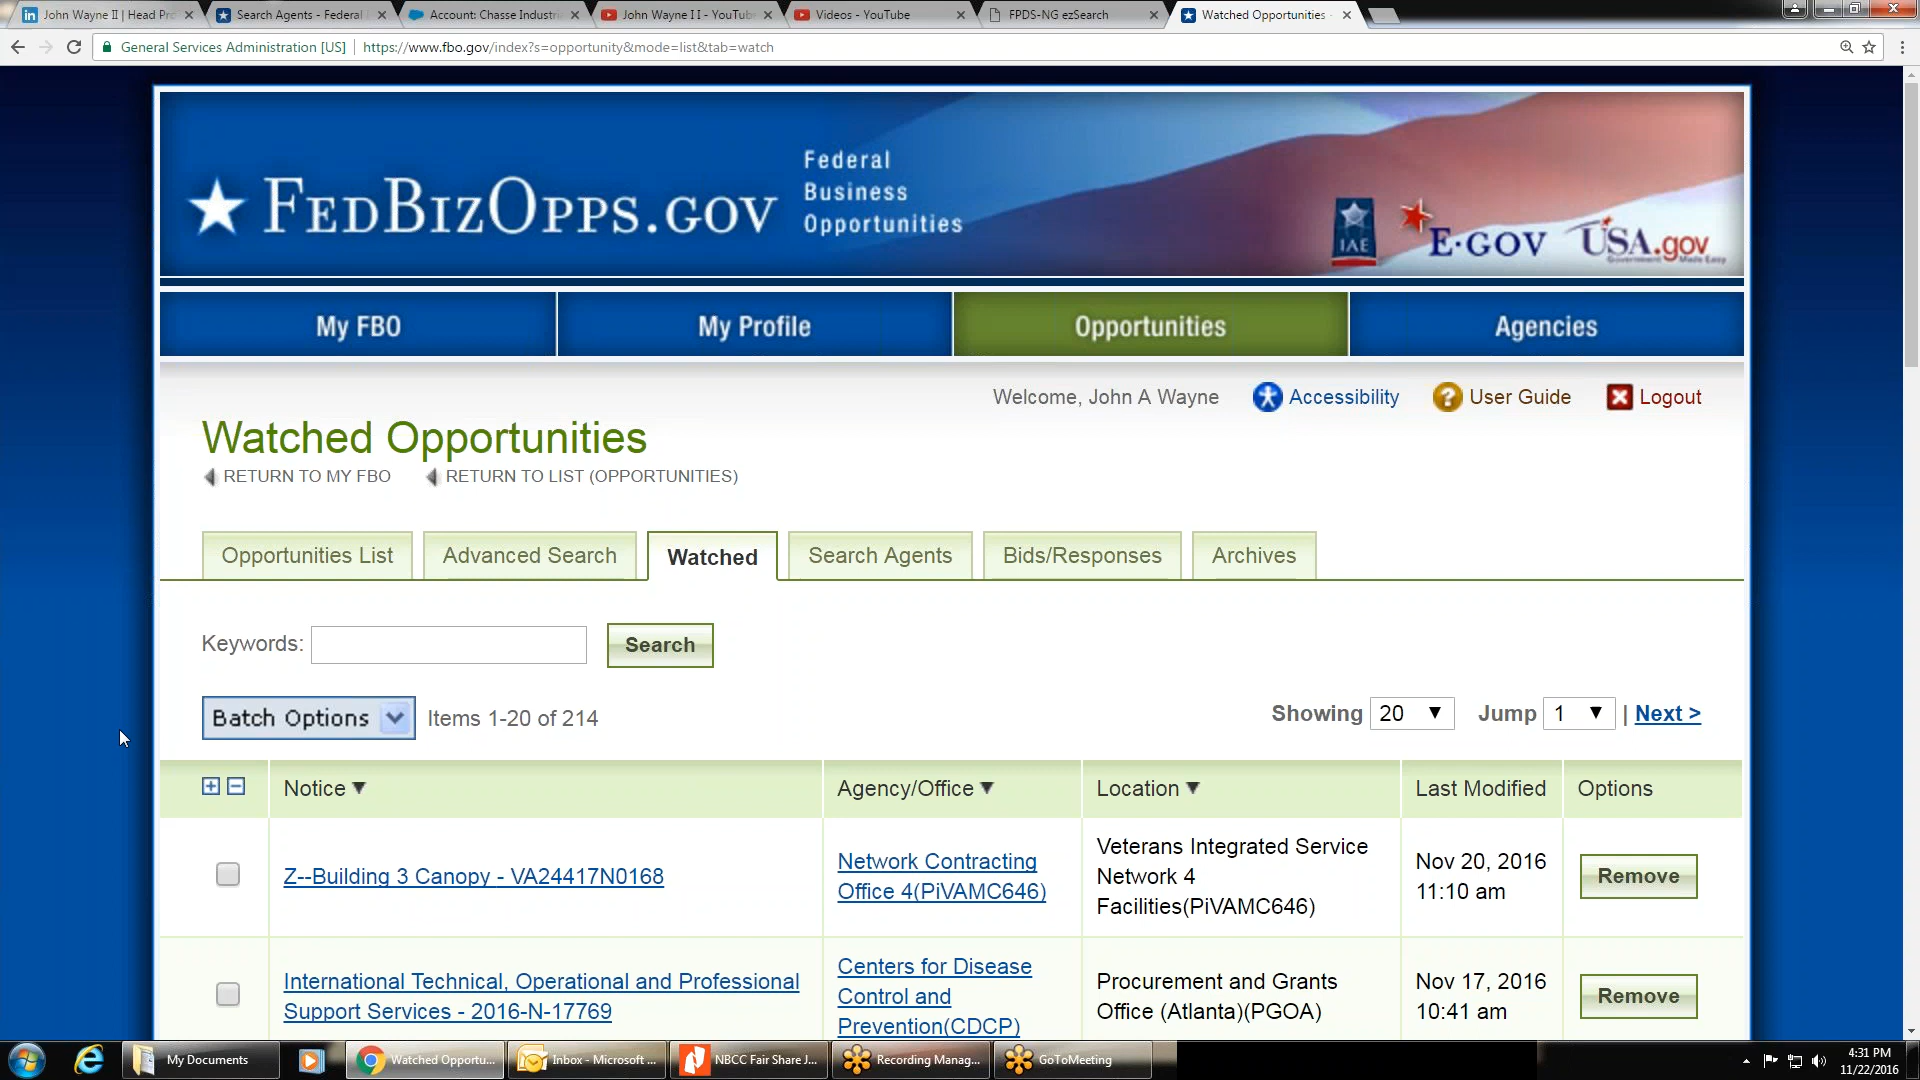 John Wayne II | Head Pro
Search Agents - Federal
Account: Chasse Industri
John Wayne I I - YouTub
Videos - YouTube
FPDS-NG ezSearch
Watched Opportunities -
General Services Administration [US]
https://www.fbo.gov/index?s=opportunity&mode=list&tab=watch
FEDBIZOPPS.GOV
Federal
Business
Opportunities
IAE
E-GOV
USA.gov
Government Made Easy
My FBO
My Profile
Opportunities
Agencies
Welcome, John A Wayne
Accessibility
User Guide
Logout
Watched Opportunities
RETURN TO MY FBO
RETURN TO LIST (OPPORTUNITIES)
Opportunities List
Advanced Search
Watched
Search Agents
Bids/Responses
Archives
Keywords:
Search
Batch Options
Items 1-20 of 214
Showing 20
Jump 1 | Next >
Notice
Agency/Office
Location
Last Modified
Options
Z--Building 3 Canopy - VA24417N0168
Network Contracting
Office 4(PiVAMC646)
Veterans Integrated Service
Network 4
Facilities(PiVAMC646)
Nov 20, 2016
11:10 am
Remove
International Technical, Operational and Professional
Support Services - 2016-N-17769
Centers for Disease
Control and
Prevention(CDCP)
Procurement and Grants
Office (Atlanta)(PGOA)
Nov 17, 2016
10:41 am
Remove
My Documents
Watched Opportu...
Inbox - Microsoft ...
NBCC Fair Share J...
Recording Manag...
GoToMeeting
4:31 PM
11/22/2016